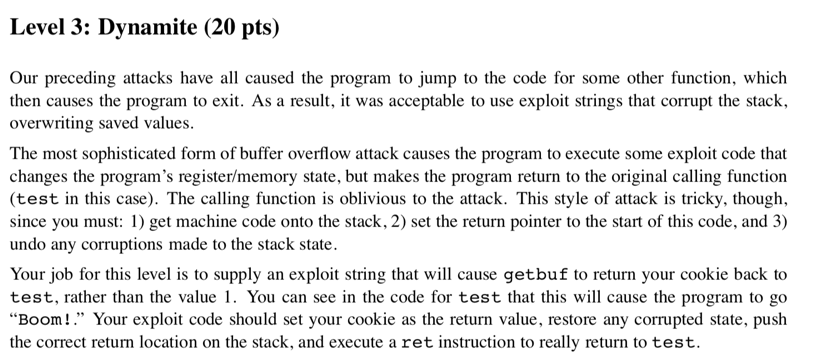 Level 3: Dynamite (20 pts)
Our preceding attacks have all caused the program to jump to the code for some other function, which
then causes the program to exit. As a result, it was acceptable to use exploit strings that corrupt the stack,
overwriting saved values.
The most sophisticated form of buffer overflow attack causes the program to execute some exploit code that
changes the program's register/memory state, but makes the program return to the original calling function
(test in this case). The calling function is oblivious to the attack. This style of attack is tricky, though,
since you must: 1) get machine code onto the stack, 2) set the return pointer to the start of this code, and 3)
undo any corruptions made to the stack state.
Your job for this level is to supply an exploit string that will cause getbuf to return your cookie back to
test, rather than the value 1. You can see in the code for test that this will cause the program to go
“Boom!.” Your exploit code should set your cookie as the return value, restore any corrupted state, push
the correct return location on the stack, and execute a ret instruction to really return to test.